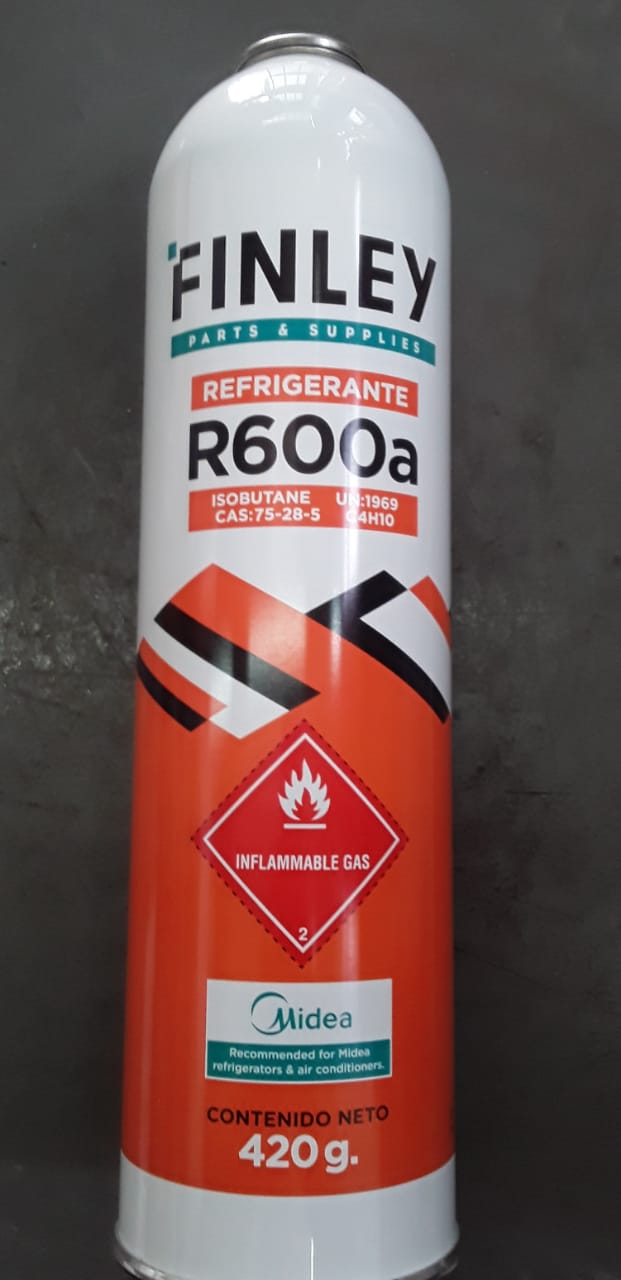 FINLEY
PARTS & SUPPLIES
REFRIGERANTE
R600a
ISOBUTANE UN:1969
CAS:75-28-5 C4H10
INFLAMMABLE GAS
2
Midea
Recommended for Midea
refrigerators & air conditioners.
CONTENIDO NETO
420 g.